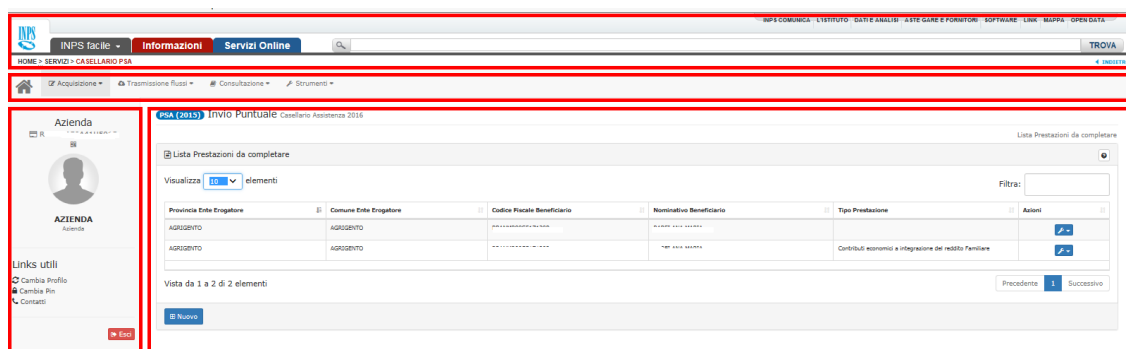 INPS COMUNICA L'ISTITUTO DATI E ANALISI ASTE GARE E FORNITORI SOFTWARE LINK MAPPA OPEN DATA
INPS
INPS facile Informazioni Servizi Online TROVA
HOME > SERVIZI > CASELLARIO PSA INDIETRO
Acquisizione Trasmissione flussi Consultazione Strumenti
Azienda
AZIENDA
Azienda
Links utili
Cambia Profilo
Cambia Pin
Contatti
Esci
PSA (2015) Invio Puntuale Casellario Assistenza 2016
Lista Prestazioni da completare
Lista Prestazioni da completare
Visualizza 10 elementi Filtra:
Provincia Ente Erogatore Comune Ente Erogatore Codice Fiscale Beneficiario Nominativo Beneficiario Tipo Prestazione Azioni
AGRIGENTO AGRIGENTO
AGRIGENTO AGRIGENTO Contributi economici a integrazione del reddito Familiare
Vista da 1 a 2 di 2 elementi Precedente 1 Successivo
Nuovo